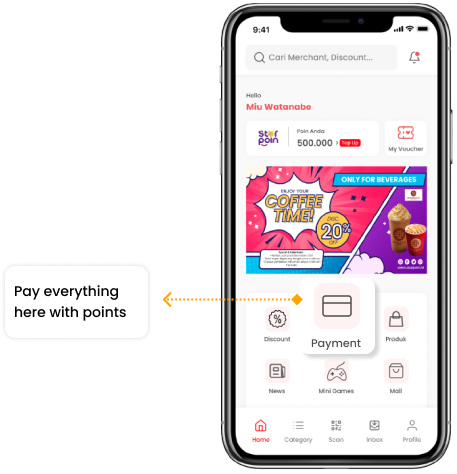 9:41
Cari Merchant, Discount...
Hello
Miu Watanabe
star
poin
Poin Anda
500.000 > Top Up
My Voucher
ONLY FOR BEVERAGES
ENJOY YOUR
COFFEE
TIME!
DISC
20%
OFF
Pay everything
here with points
Payment
Discount
Produk
News
Mini Games
Mall
Home
Category
Scan
Inbox
Profile